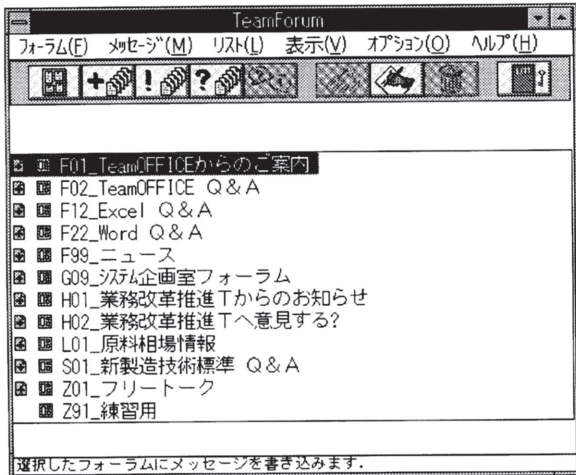 TeamForum
フォーラム(F) メッセージ(M) リスト(L) 表示(V) オプション(O) ヘルプ(H)
F01_TeamOFFICEからのご案内
F02_TeamOFFICE Q&A
F12_Excel Q&A
F22_Word Q&A
F99_ニュース
G09_システム企画室フォーラム
H01_業務改革推進Tからのお知らせ
H02_業務改革推進Tへ意見する?
L01_原料相場情報
S01_新製造技術標準 Q&A
Z01_フリートーク
Z91_練習用
選択したフォーラムにメッセージを書き込みます.